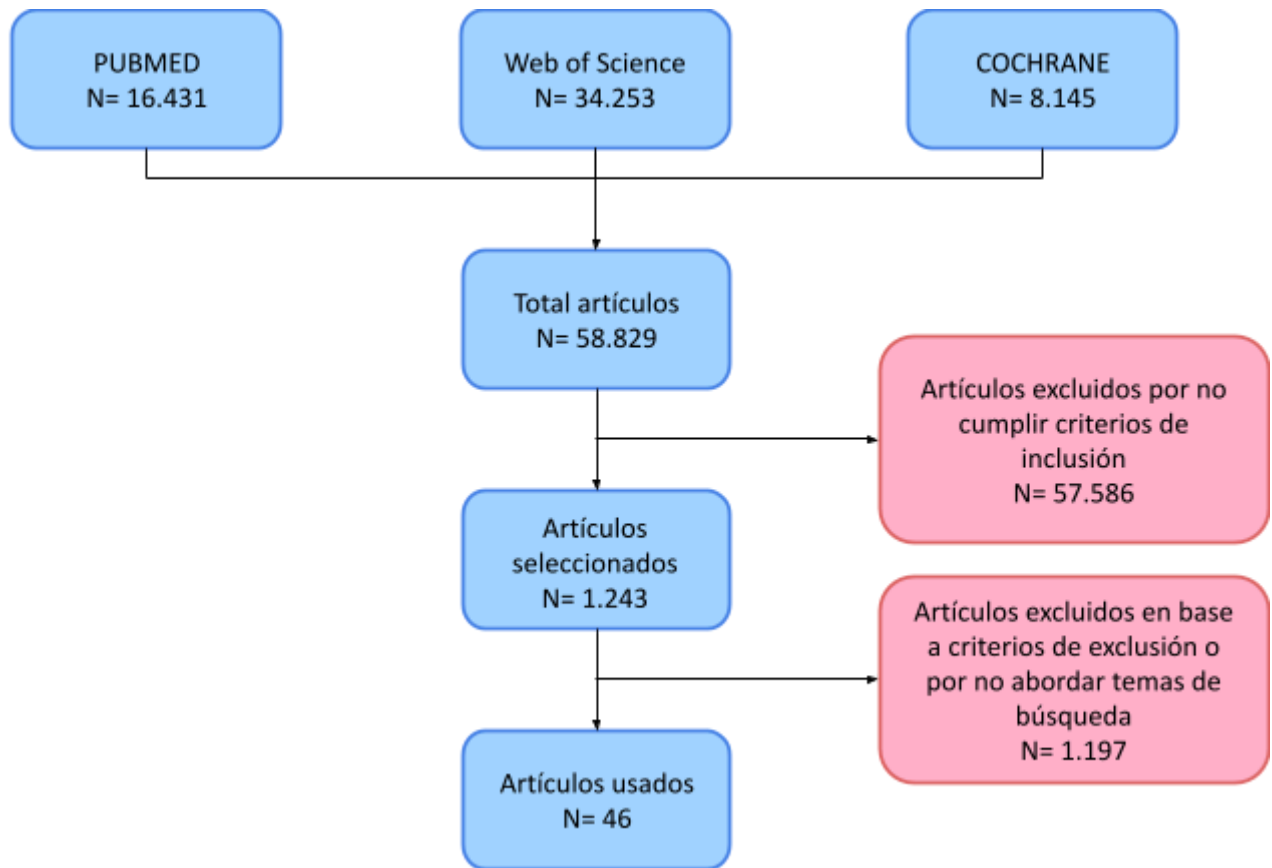 PUBMED
N= 16.431
Web of Science
N= 34.253
COCHRANE
N= 8.145
Total artículos
N= 58.829
Artículos excluidos por no
cumplir criterios de
inclusión
N= 57.586
Artículos
seleccionados
N= 1.243
Artículos excluidos en base
a criterios de exclusión o
por no abordar temas de
búsqueda
N= 1.197
Artículos usados
N= 46